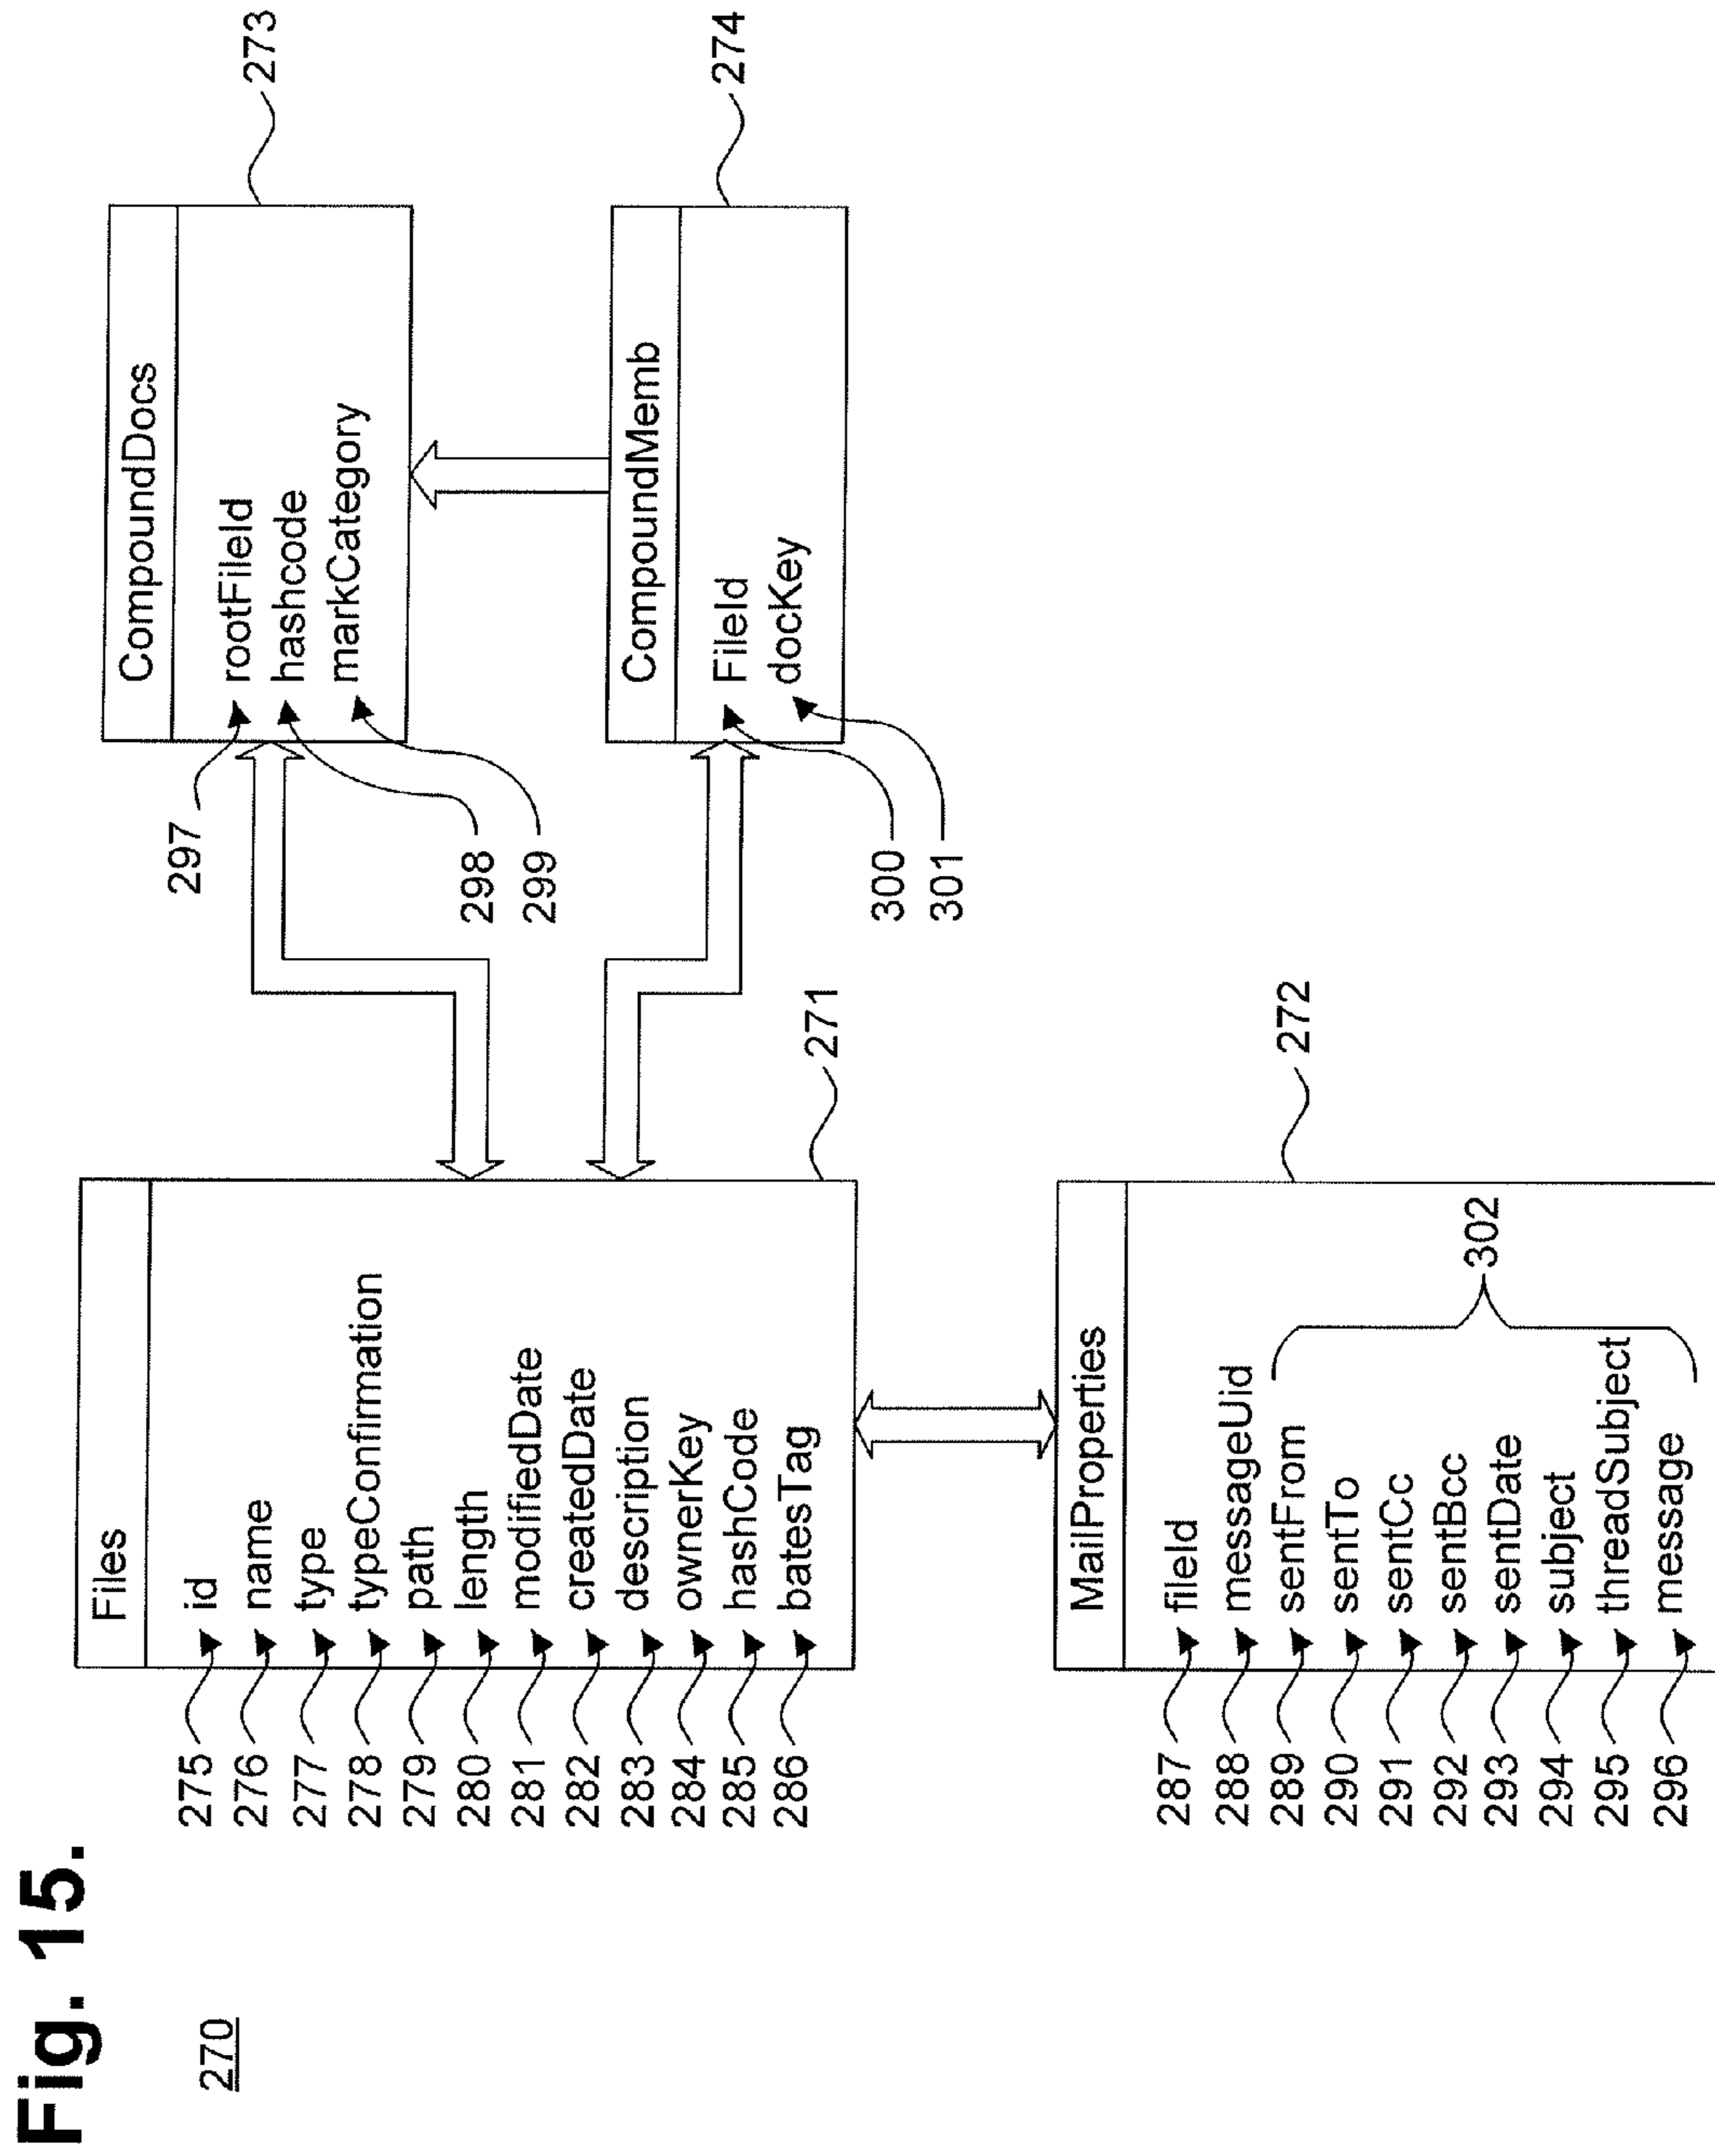 Fig. 15.
270
Files
275 id
276 name
277 type
278 typeConfirmation
279 path
280 length
281 modifiedDate
282 createdDate
283 description
284 ownerKey
285 hashCode
286 batesTag
271
MailProperties
287 fileId
288 messageUid
289 sentFrom
290 sentTo
291 sentCc
292 sentBcc
293 sentDate
294 subject
295 threadSubject
296 message
302
272
CompoundDocs
297 rootFileId
298 hashcode
299 markCategory
273
CompoundMemb
300 FileId
301 docKey
274